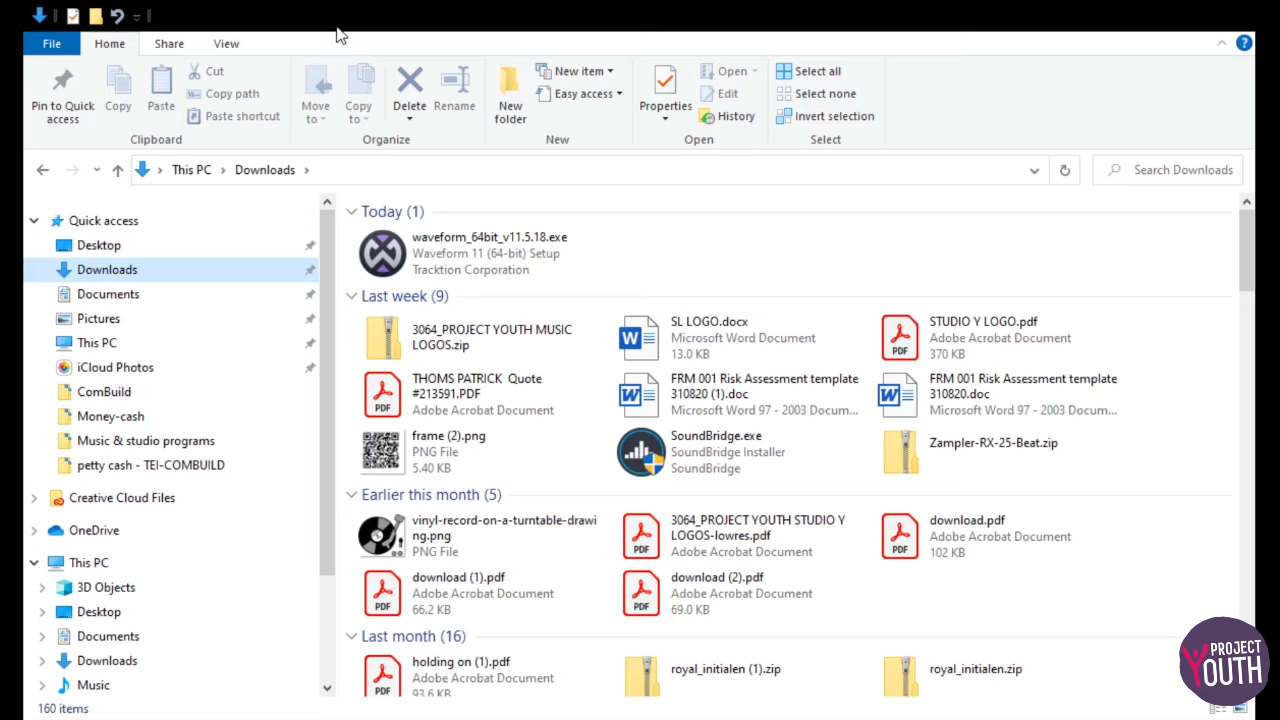 File Home Share View
Pin to Quick access
Copy
Paste
Cut
Copy path
Paste shortcut
Clipboard
Move to
Copy to
Delete
Rename
Organize
New folder
New item
Easy access
New
Properties
Open
Edit
History
Open
Select all
Select none
Invert selection
Select
This PC > Downloads >
Search Downloads
Quick access
Desktop
Downloads
Documents
Pictures
This PC
iCloud Photos
ComBuild
Money-cash
Music & studio programs
petty cash - TEI-COMBUILD
Creative Cloud Files
OneDrive
This PC
3D Objects
Desktop
Documents
Downloads
Music
Today (1)
waveform_64bit_v11.5.18.exe
Waveform 11 (64-bit) Setup
Tracktion Corporation
Last week (9)
3064_PROJECT YOUTH MUSIC
LOGOS.zip
SL LOGO.docx
Microsoft Word Document
13.0 KB
PDF
STUDIO Y LOGO.pdf
Adobe Acrobat Document
370 KB
PDF
THOMS PATRICK Quote
#213591.PDF
Adobe Acrobat Document
FRM 001 Risk Assessment template
310820 (1).doc
Microsoft Word 97 - 2003 Docum...
FRM 001 Risk Assessment template
310820.doc
Microsoft Word 97 - 2003 Docum...
frame (2).png
PNG File
5.40 KB
SoundBridge.exe
SoundBridge Installer
SoundBridge
Zampler-RX-25-Beat.zip
Earlier this month (5)
vinyl-record-on-a-turntable-drawi
ng.png
PNG File
PDF
3064_PROJECT YOUTH STUDIO Y
LOGOS-lowres.pdf
Adobe Acrobat Document
PDF
download.pdf
Adobe Acrobat Document
102 KB
PDF
download (1).pdf
Adobe Acrobat Document
66.2 KB
PDF
download (2).pdf
Adobe Acrobat Document
69.0 KB
Last month (16)
PDF
holding on (1).pdf
Adobe Acrobat Document
93.6 KB
royal_initialen (1).zip
royal_initialen.zip
160 items
PROJECT
YOUTH